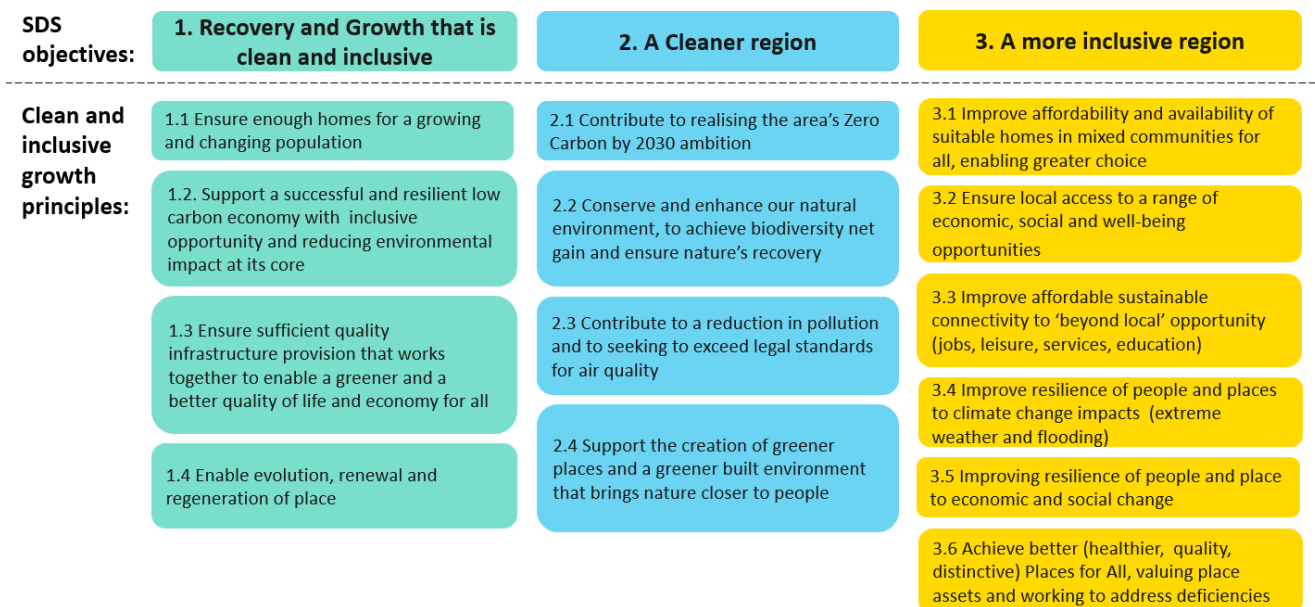 SDS
objectives:
1. Recovery and Growth that is
clean and inclusive
2. A Cleaner region
3. A more inclusive region
Clean and
inclusive
growth
principles:
1.1 Ensure enough homes for a growing
and changing population
1.2. Support a successful and resilient low
carbon economy with  inclusive
opportunity and reducing environmental
impact at its core
1.3 Ensure sufficient quality
infrastructure provision that works
together to enable a greener and a
better quality of life and economy for all
1.4 Enable evolution, renewal and
regeneration of place
2.1 Contribute to realising the area's Zero
Carbon by 2030 ambition
2.2 Conserve and enhance our natural
environment, to achieve biodiversity net
gain and ensure nature's recovery
2.3 Contribute to a reduction in pollution
and to seeking to exceed legal standards
for air quality
2.4 Support the creation of greener
places and a greener built environment
that brings nature closer to people
3.1 Improve affordability and availability of
suitable homes in mixed communities for
all, enabling greater choice
3.2 Ensure local access to a range of
economic, social and well-being
opportunities
3.3 Improve affordable sustainable
connectivity to 'beyond local' opportunity
(jobs, leisure, services, education)
3.4 Improve resilience of people and places
to climate change impacts  (extreme
weather and flooding)
3.5 Improving resilience of people and place
to economic and social change
3.6 Achieve better (healthier,  quality,
distinctive) Places for All, valuing place
assets and working to address deficiencies